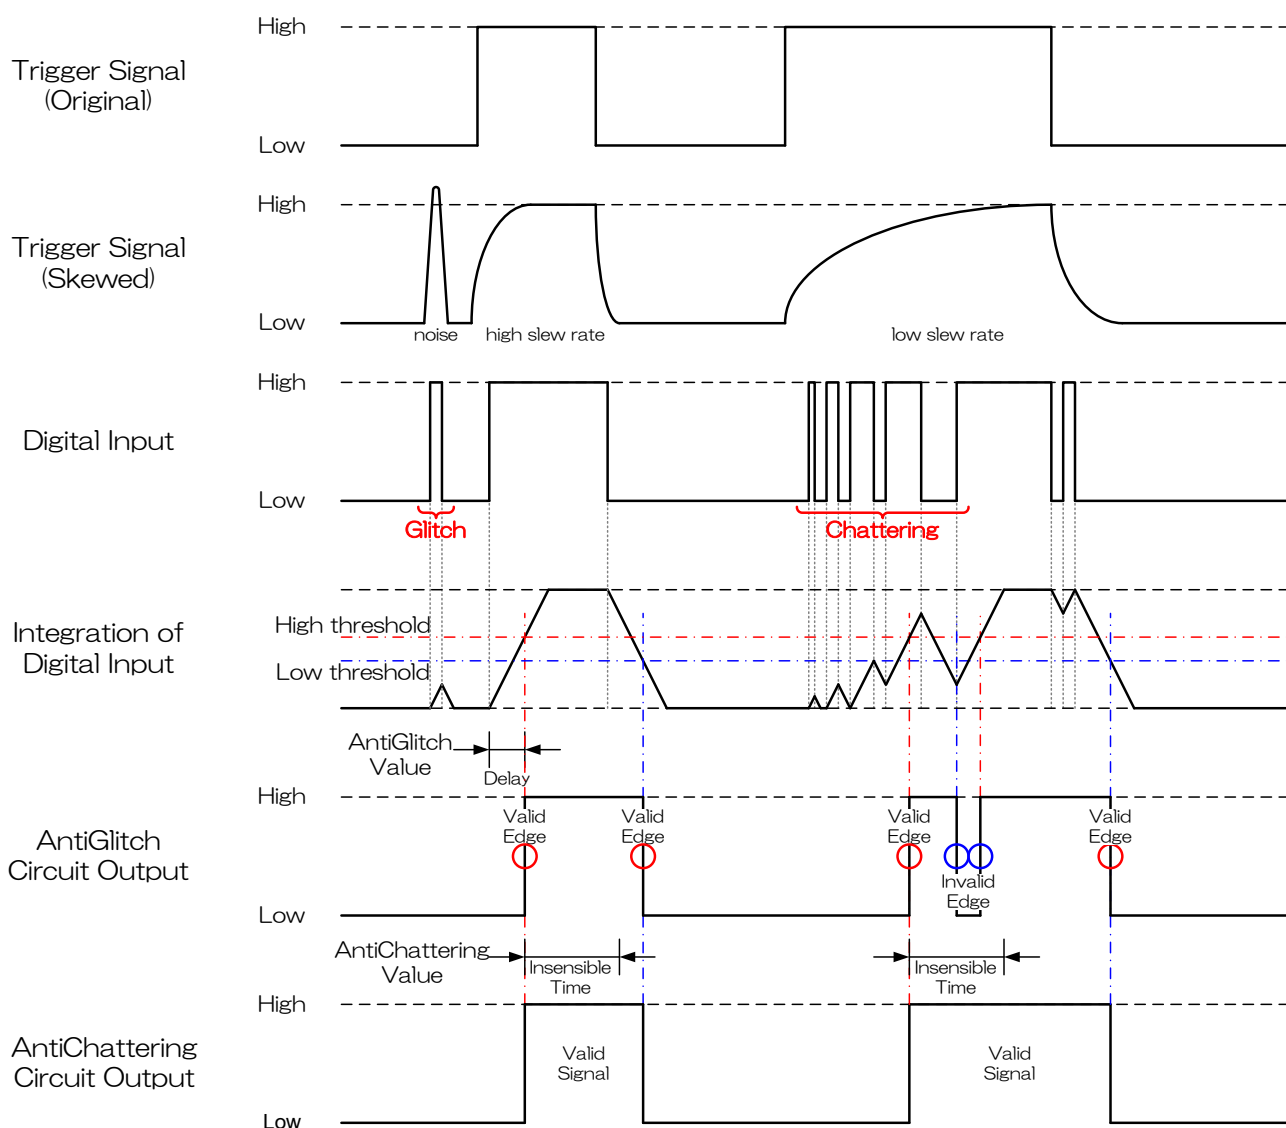 High
Trigger Signal
(Original)
Low
High
Trigger Signal
(Skewed)
Low
noise
high slew rate
low slew rate
High
Digital Input
Low
Glitch
Chattering
Integration of
Digital Input
High threshold
Low threshold
AntiGlitch
Value
Delay
High
AntiGlitch
Circuit Output
Valid
Edge
Valid
Edge
Valid
Edge
Valid
Edge
Invalid
Edge
Low
AntiChattering
Value
Insensible
Time
Insensible
Time
High
AntiChattering
Circuit Output
Valid
Signal
Valid
Signal
Low